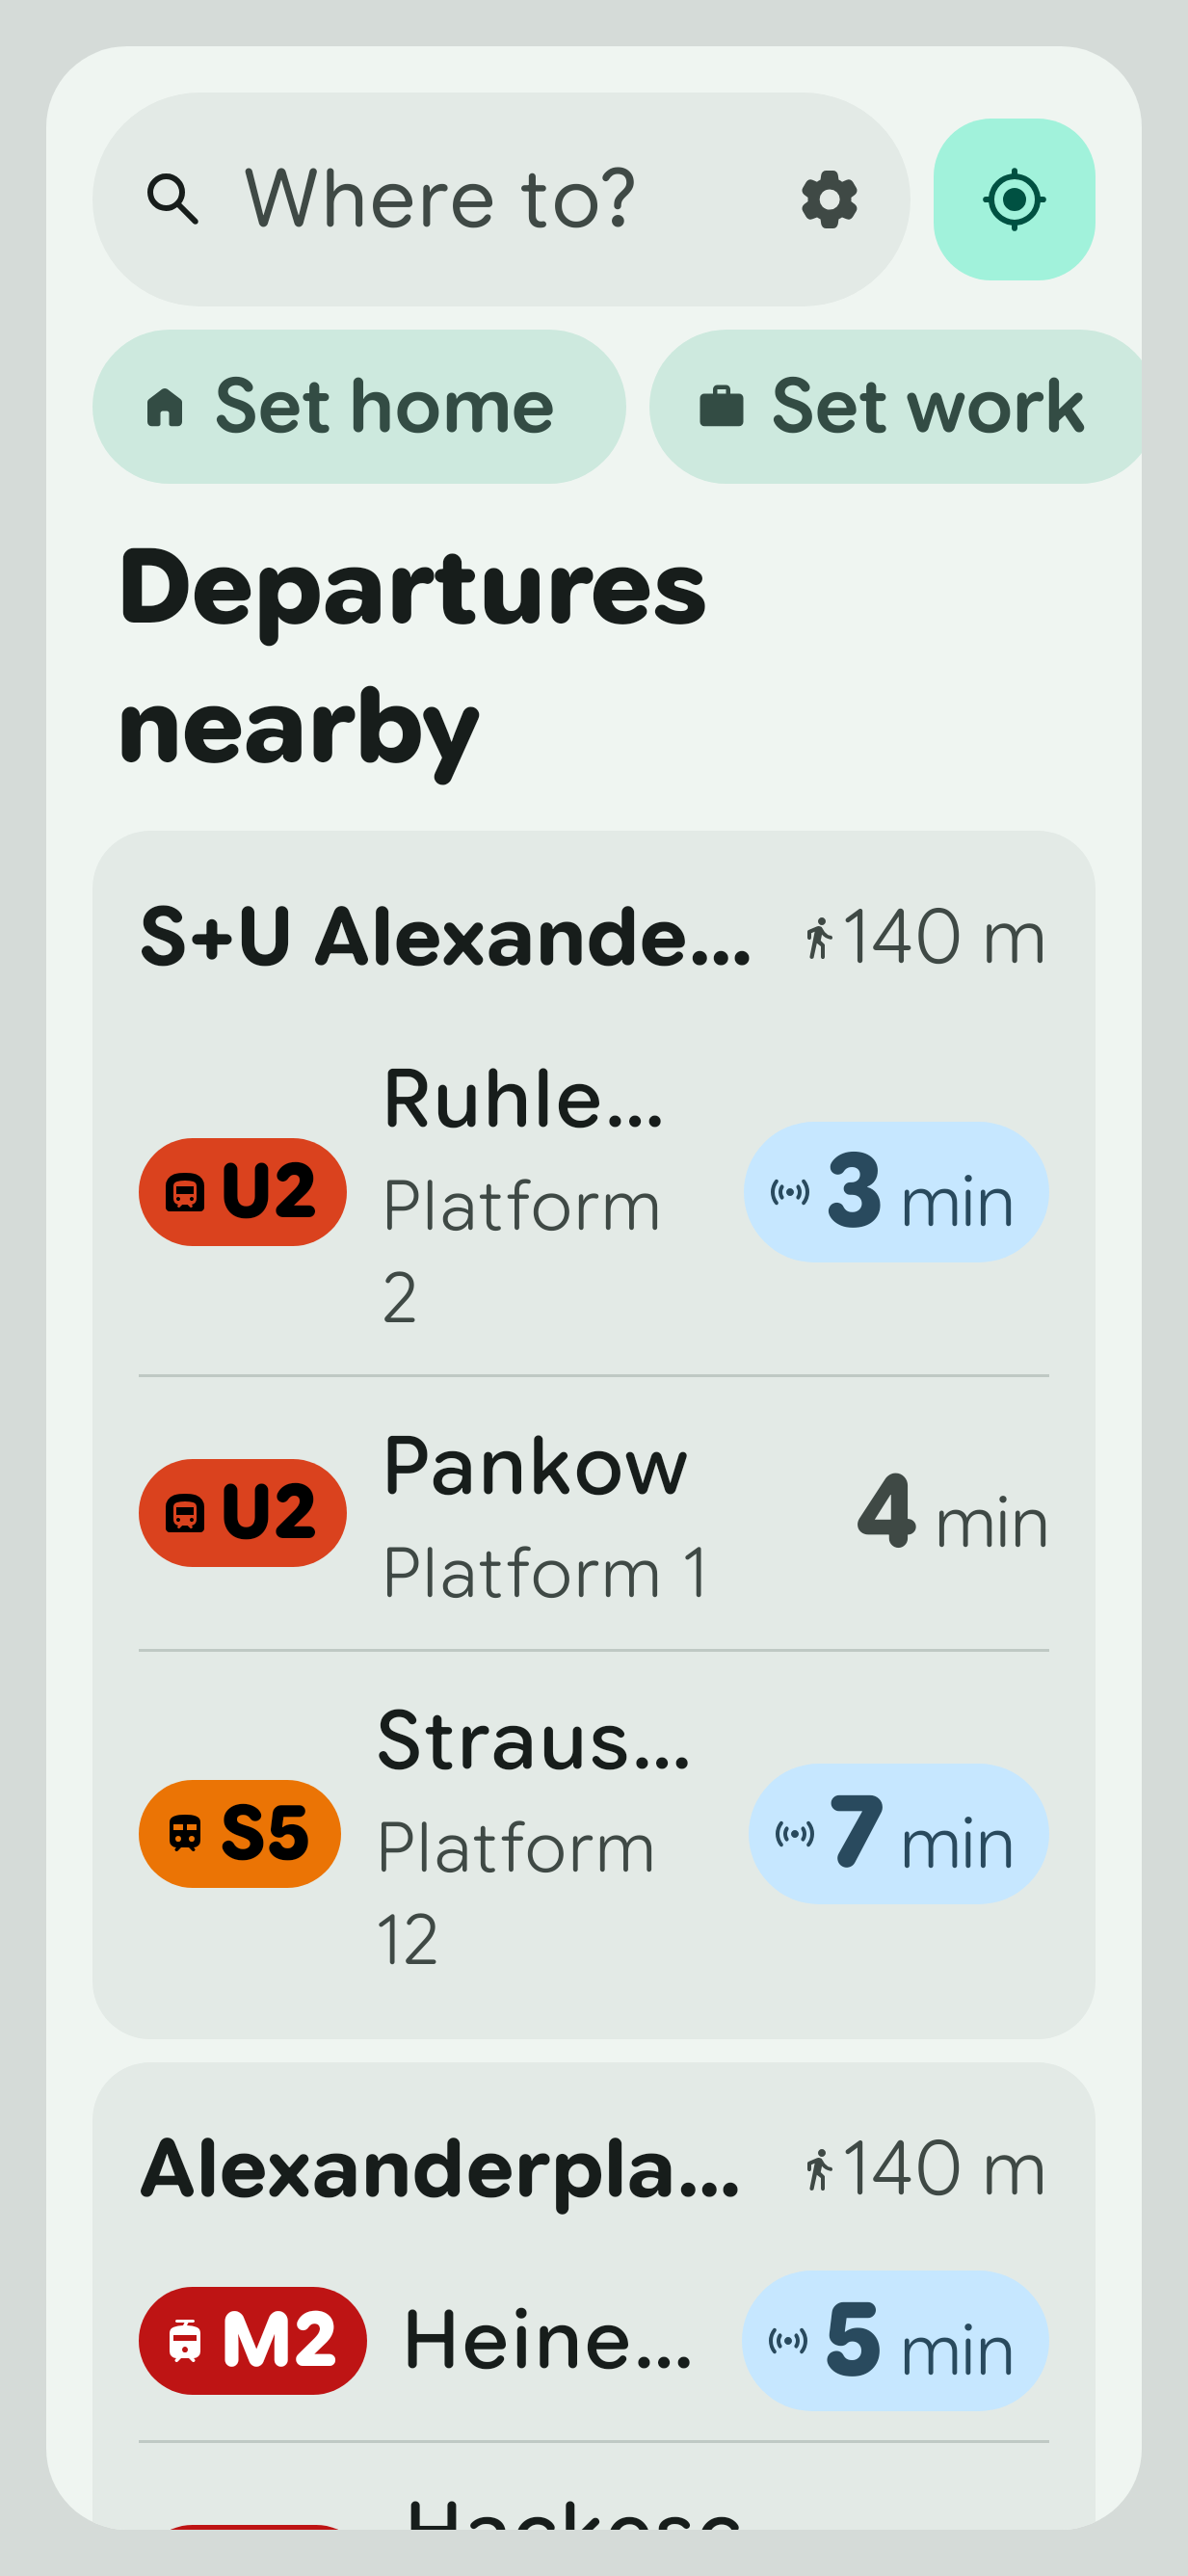 Where to?
Set home
Set work
Departures
nearby
S+U Alexande... 140 m
U2 Ruhle... 3 min
Platform
2
U2 Pankow 4 min
Platform 1
S5 Straus... 7 min
Platform
12
Alexanderpla... 140 m
M2 Heine... 5 min